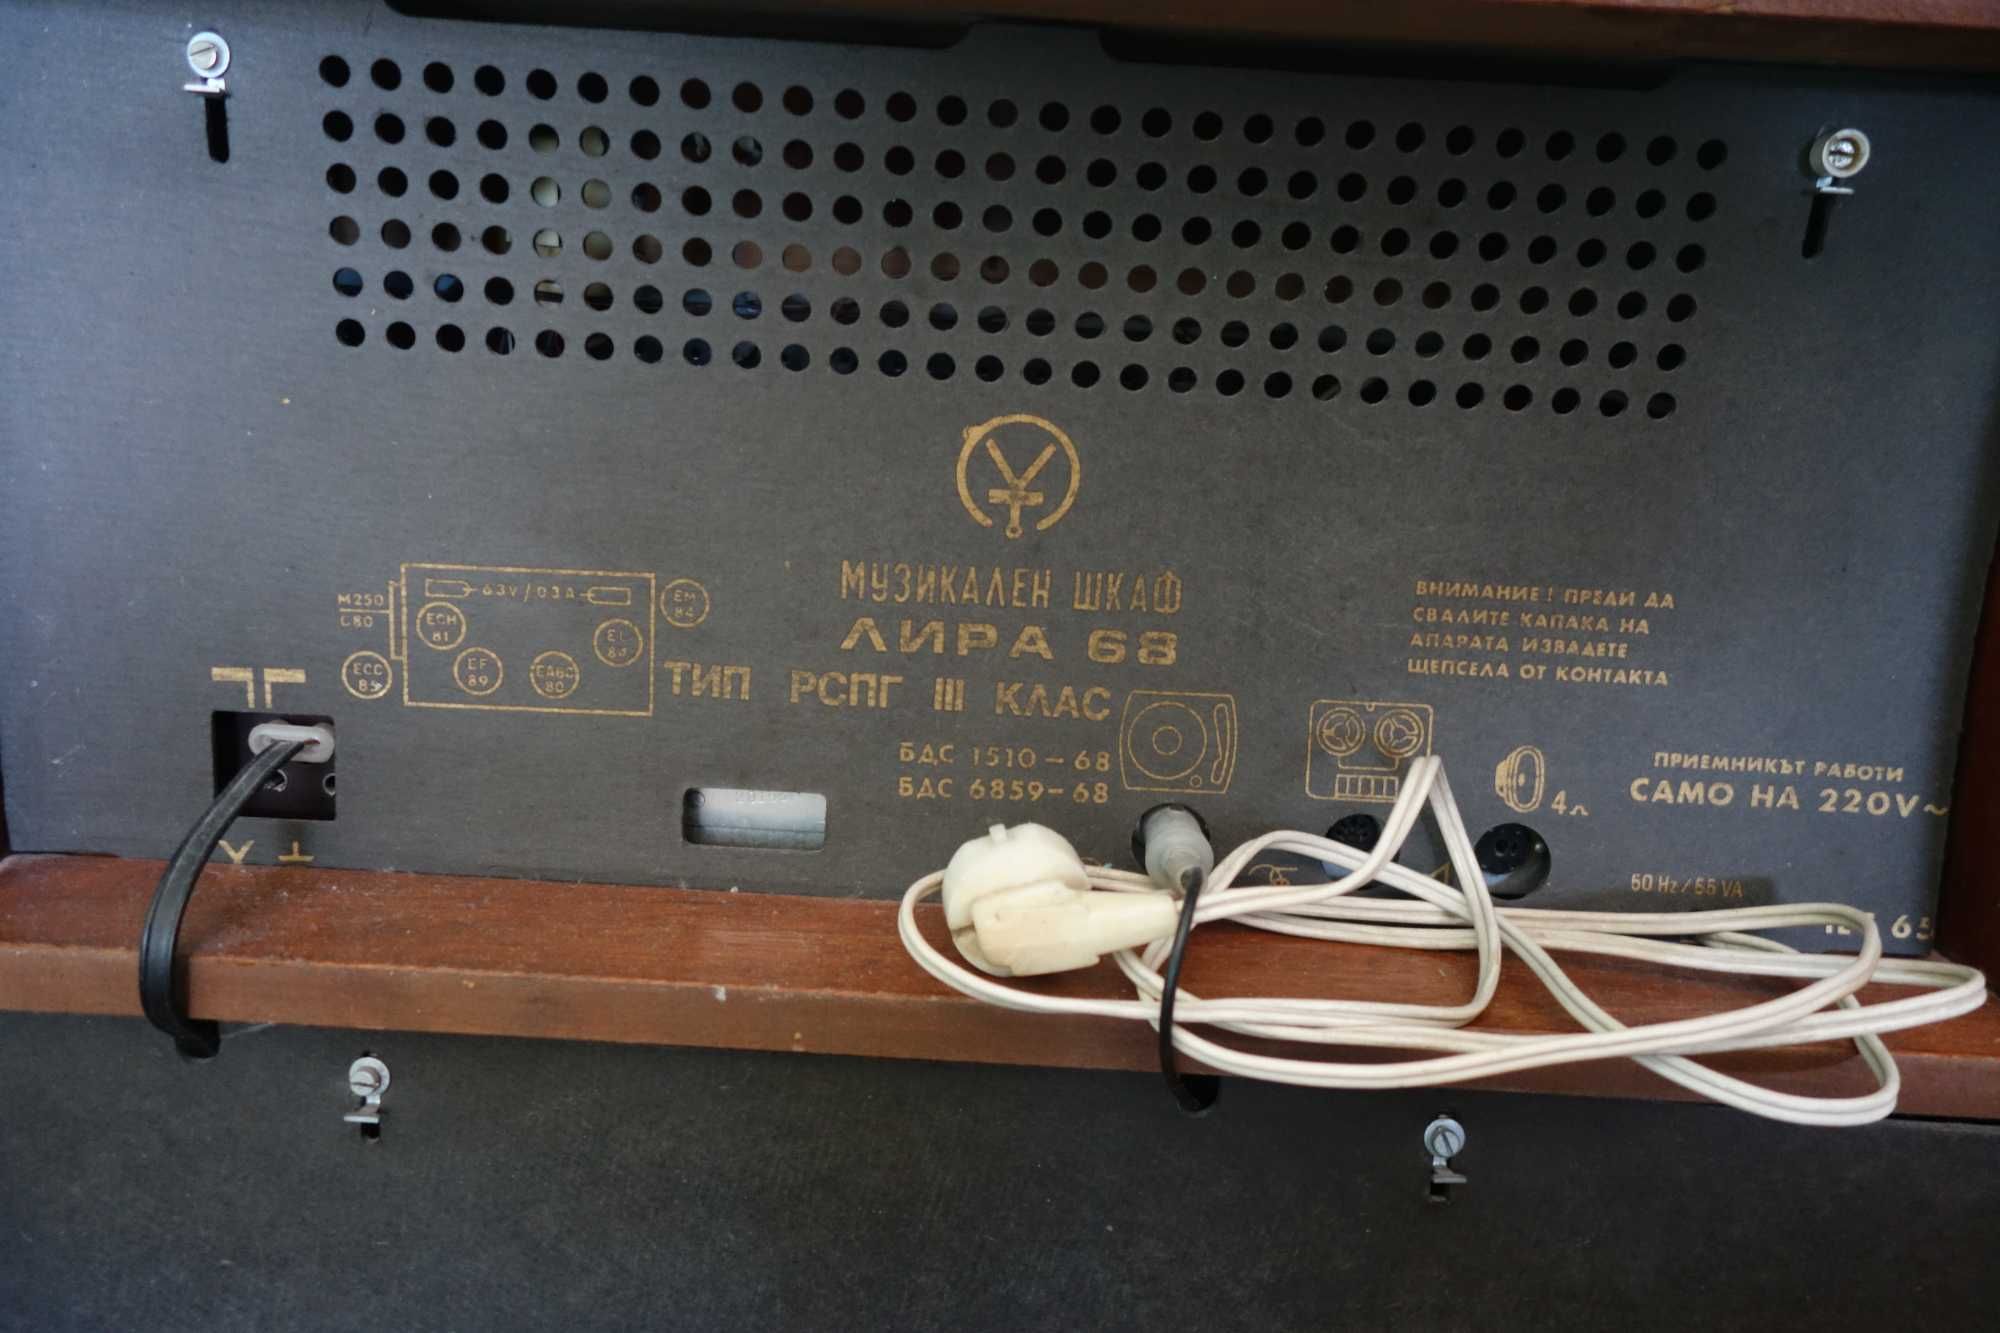 МУЗИКАЛЕН ШКАФ
ЛИРА 68
ТИП РСПГ III КЛАС
БДС 1510-68
БДС 6859-68
M250
C80
6.3V/0.3A
ECH
81
EM
84
ECC
85
EF
89
EABC
80
EL
84
ВНИМАНИЕ! ПРЕДИ ДА
СВАЛИТЕ КАПАКА НА
АПАРАТА ИЗВАДЕТЕ
ЩЕПСЕЛА ОТ КОНТАКТА
4Ω
ПРИЕМНИКЪТ РАБОТИ
САМО НА 220V~
50 Hz/55 VA
65